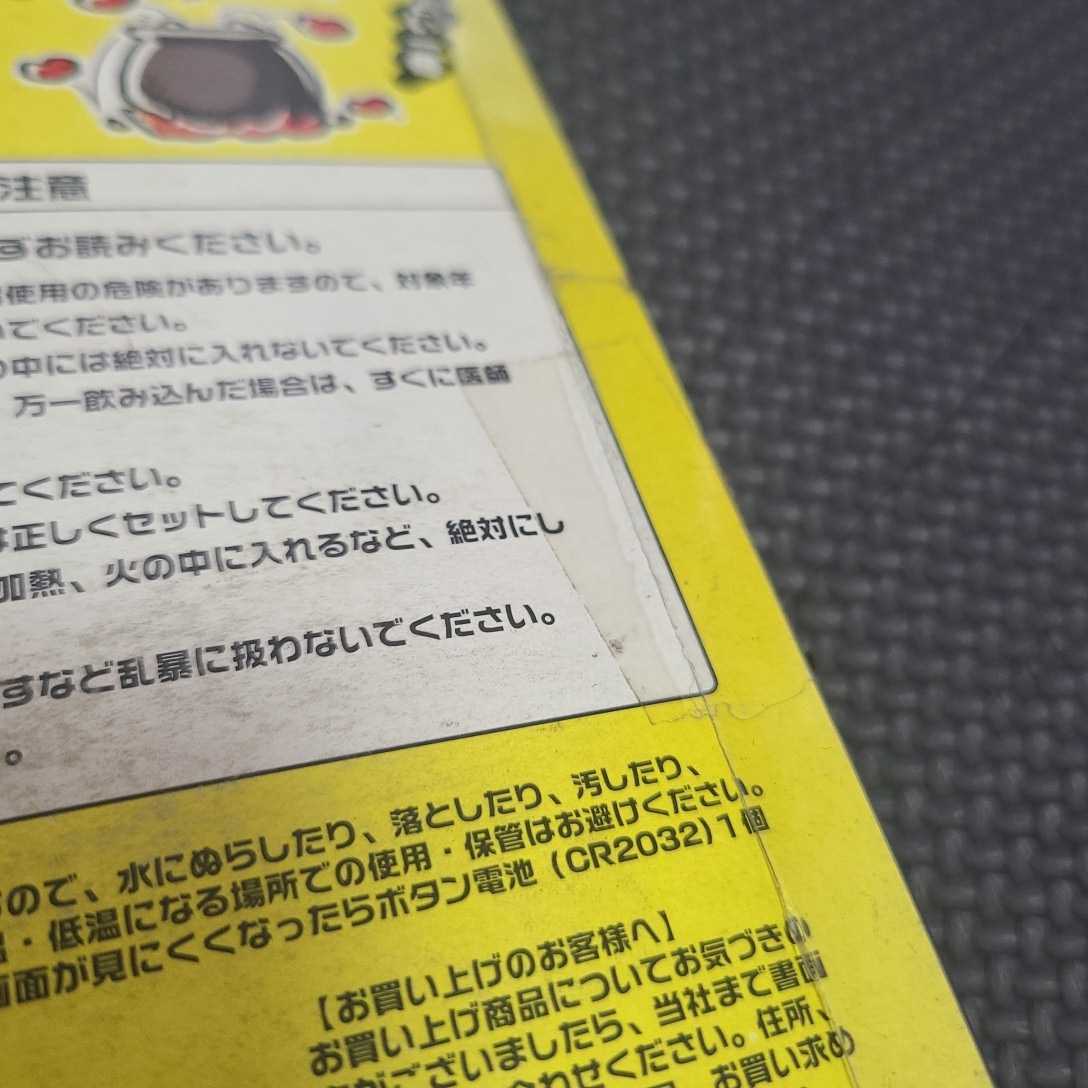 注意
ずお読みください。
使用の危険がありますので、対象年
でください。
の中には絶対に入れないでください。
万一飲み込んだ場合は、すぐに医師
てください。
は正しくセットしてください。
加熱、火の中に入れるなど、絶対にし
すなど乱暴に扱わないでください。
。
ので、水にぬらしたり、落としたり、汚したり、
・低温になる場所での使用・保管はお避けください。
画面が見にくくなったらボタン電池(CR2032)1個
【お買い上げのお客様へ】
お買い上げ商品についてお気づきの
がございましたら、当社まで書面
わせください。住所、
お買い求め